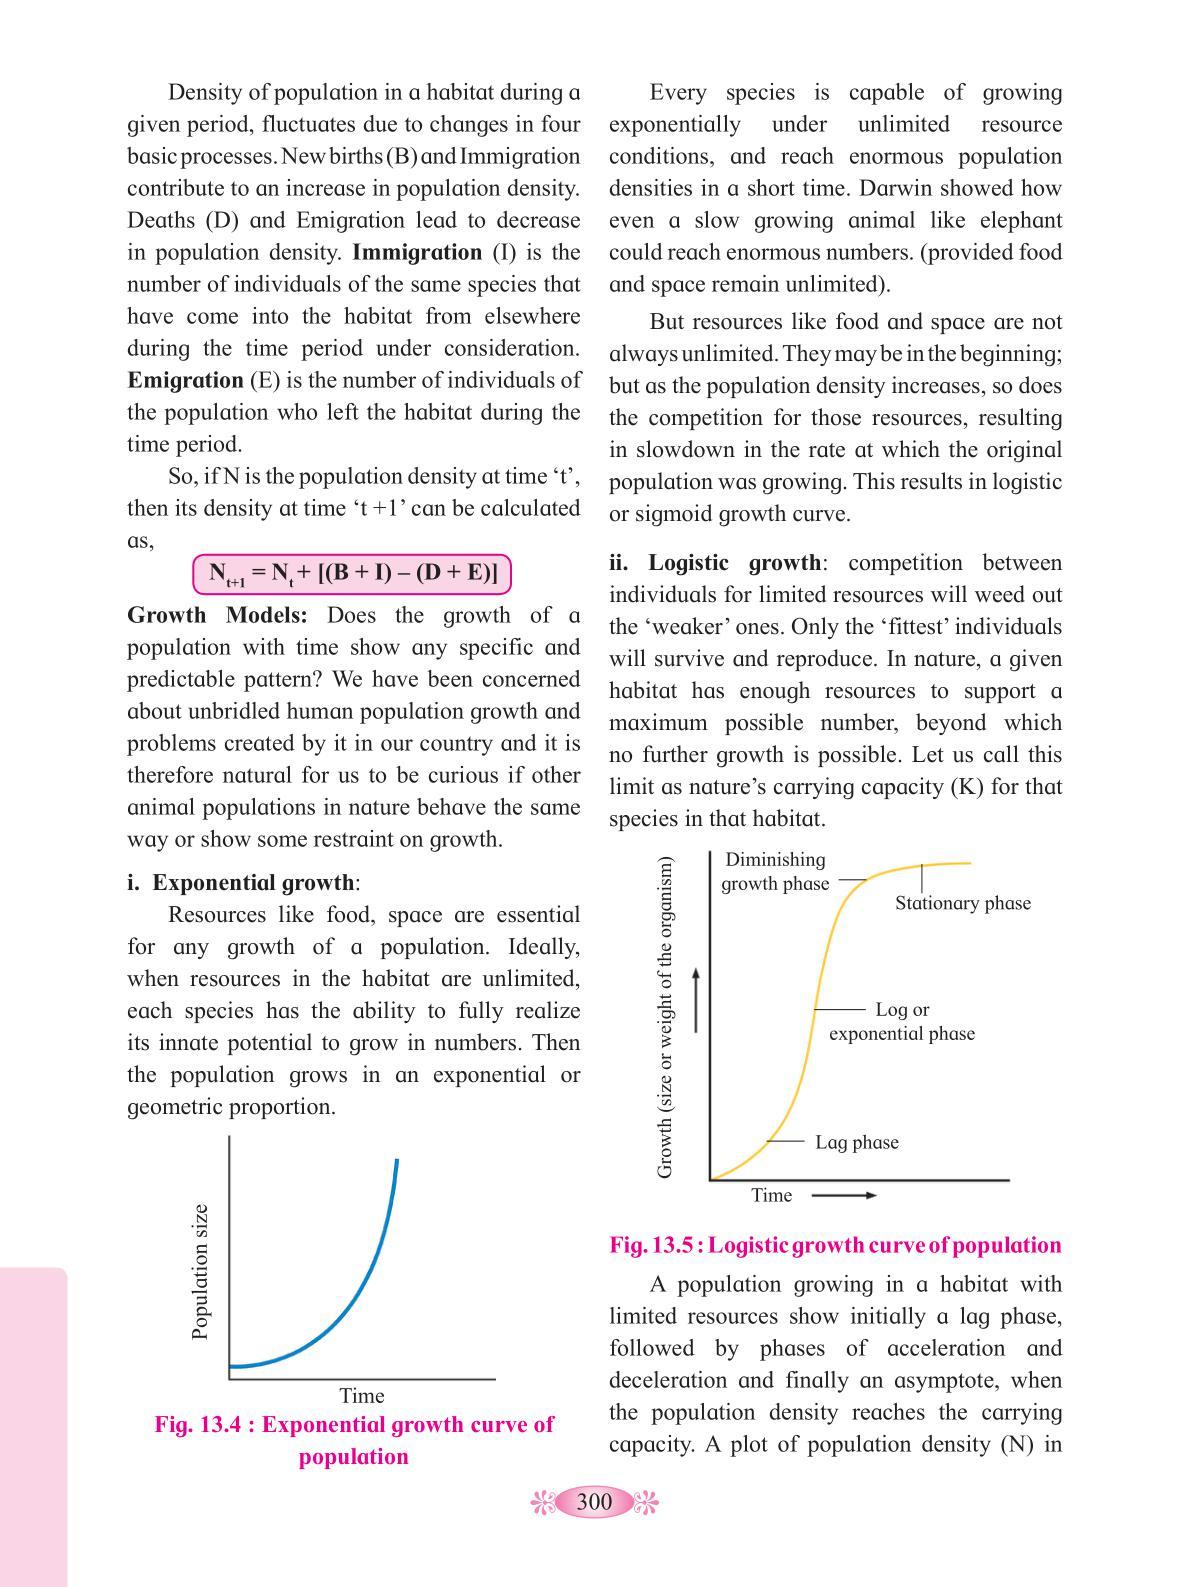 Density of population in a habitat during a
given period, fluctuates due to changes in four
basic processes. New births (B) and Immigration
contribute to an increase in population density.
Deaths (D) and Emigration lead to decrease
in population density. Immigration (I) is the
number of individuals of the same species that
have come into the habitat from elsewhere
during the time period under consideration.
Emigration (E) is the number of individuals of
the population who left the habitat during the
time period.
So, if N is the population density at time ‘t’,
then its density at time ‘t +1’ can be calculated
as,
Nt+1 = Nt + [(B + I) – (D + E)]
Growth Models: Does the growth of a
population with time show any specific and
predictable pattern? We have been concerned
about unbridled human population growth and
problems created by it in our country and it is
therefore natural for us to be curious if other
animal populations in nature behave the same
way or show some restraint on growth.
i. Exponential growth:
Resources like food, space are essential
for any growth of a population. Ideally,
when resources in the habitat are unlimited,
each species has the ability to fully realize
its innate potential to grow in numbers. Then
the population grows in an exponential or
geometric proportion.
Population size
Time
Fig. 13.4 : Exponential growth curve of
population
Every species is capable of growing
exponentially under unlimited resource
conditions, and reach enormous population
densities in a short time. Darwin showed how
even a slow growing animal like elephant
could reach enormous numbers. (provided food
and space remain unlimited).
But resources like food and space are not
always unlimited. They may be in the beginning;
but as the population density increases, so does
the competition for those resources, resulting
in slowdown in the rate at which the original
population was growing. This results in logistic
or sigmoid growth curve.
ii. Logistic growth: competition between
individuals for limited resources will weed out
the ‘weaker’ ones. Only the ‘fittest’ individuals
will survive and reproduce. In nature, a given
habitat has enough resources to support a
maximum possible number, beyond which
no further growth is possible. Let us call this
limit as nature’s carrying capacity (K) for that
species in that habitat.
Growth (size or weight of the organism)
Diminishing
growth phase
Stationary phase
Log or
exponential phase
Lag phase
Time
Fig. 13.5 : Logistic growth curve of population
A population growing in a habitat with
limited resources show initially a lag phase,
followed by phases of acceleration and
deceleration and finally an asymptote, when
the population density reaches the carrying
capacity. A plot of population density (N) in
300